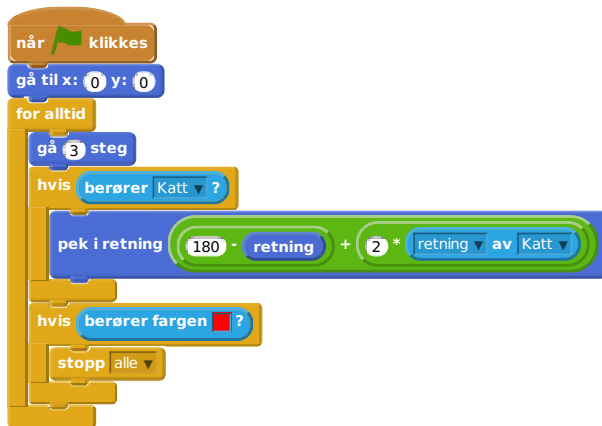 når klikkes
gå til x: 0 y: 0
for alltid
gå 3 steg
hvis berører Katt ?
pek i retning 180 - retning + 2 * retning av Katt
hvis berører fargen ?
stopp alle